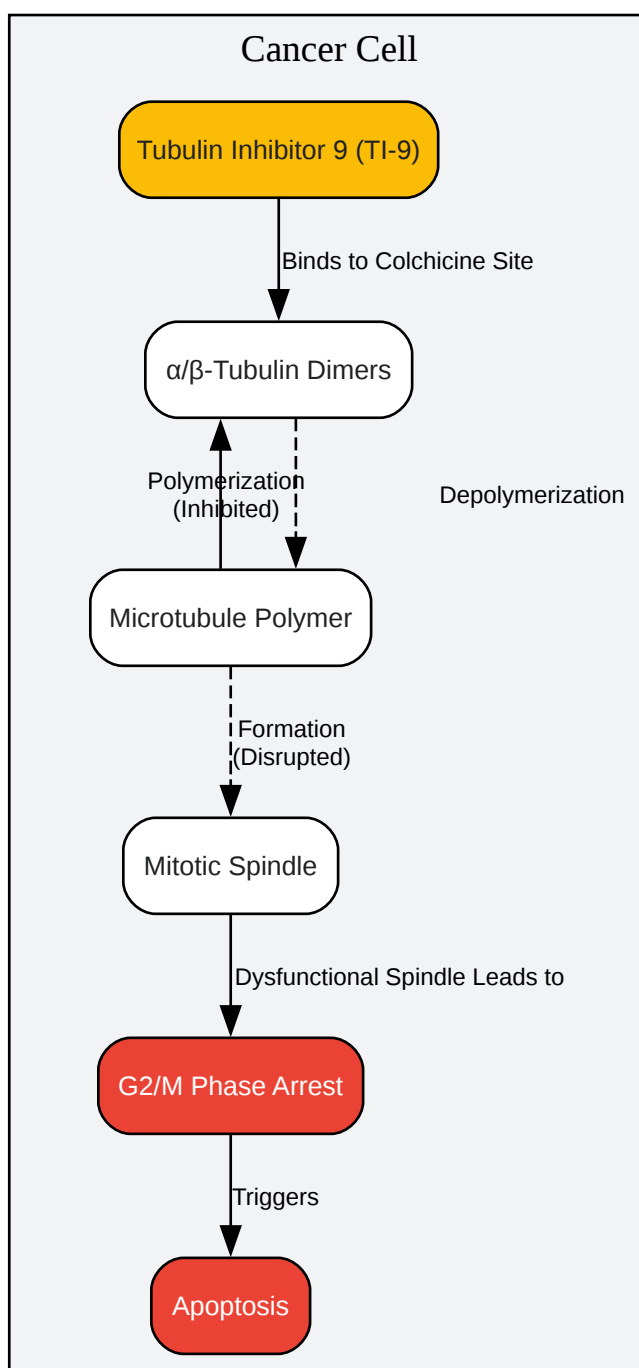 Cancer Cell
Tubulin Inhibitor 9 (TI-9)
Binds to Colchicine Site
α/β-Tubulin Dimers
Polymerization
(Inhibited)
Depolymerization
Microtubule Polymer
Formation
(Disrupted)
Mitotic Spindle
Dysfunctional Spindle Leads to
G2/M Phase Arrest
Triggers
Apoptosis